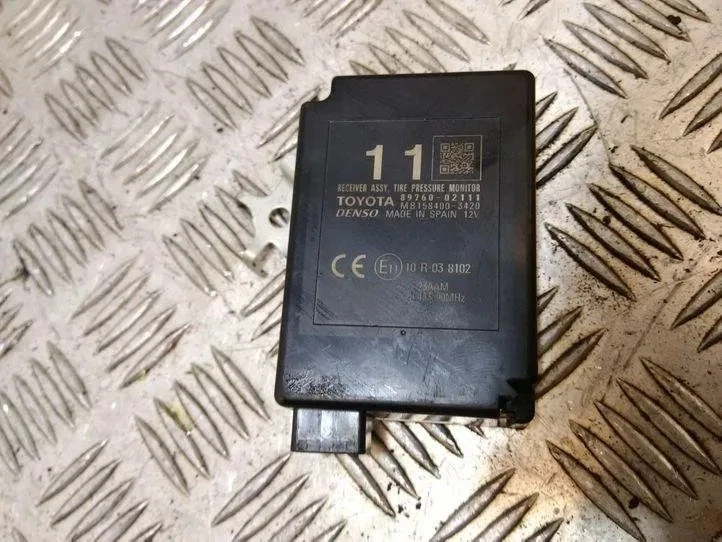 11
RECEIVER ASSY, TIRE PRESSURE MONITOR
TOYOTA 89760-02111
DENSO MB158400-3420
MADE IN SPAIN 12V
CE E11 10 R-03 8102